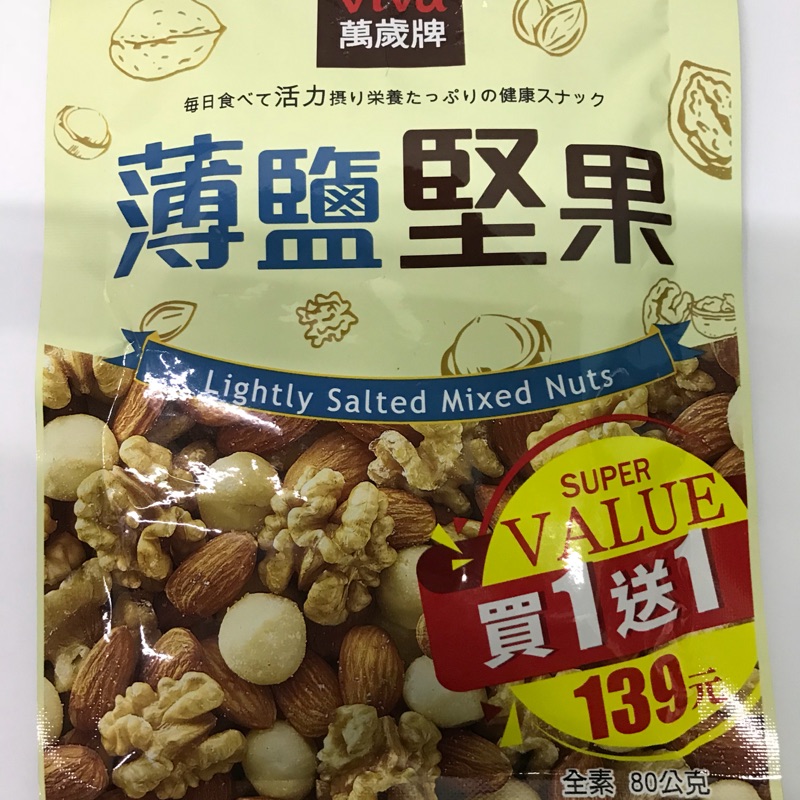 Viva
萬歲牌
毎日食べて活力摂り栄養たっぷりの健康スナック
薄鹽堅果
Lightly Salted Mixed Nuts
SUPER
VALUE
買1送1
139元
全素 80公克